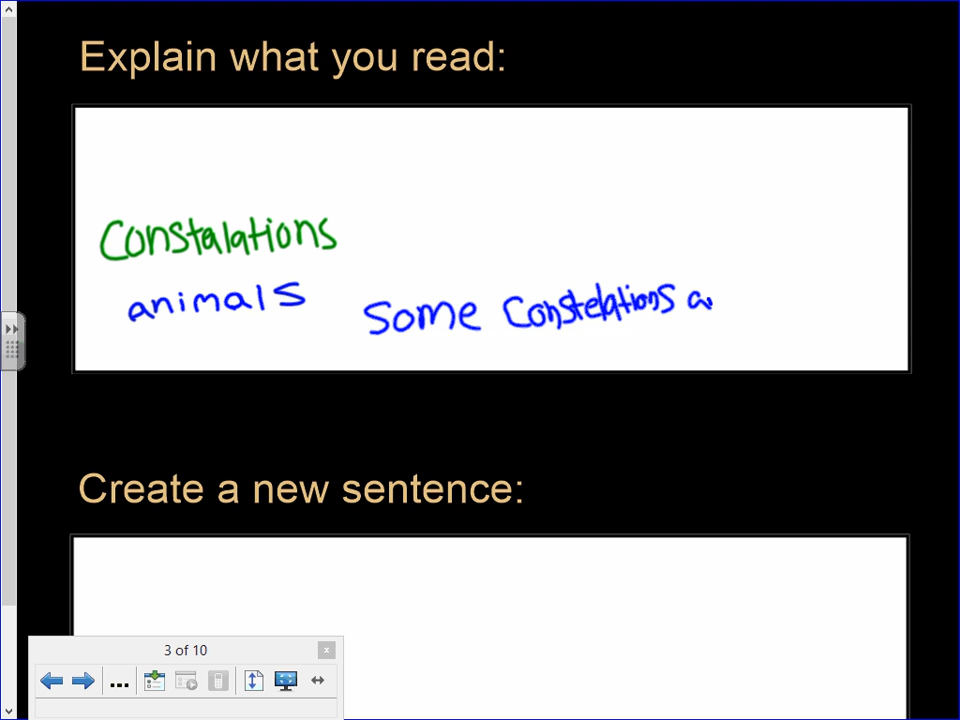 Explain what you read:
Constalations
animals
Some Constelations a
Create a new sentence:
3 of 10
...